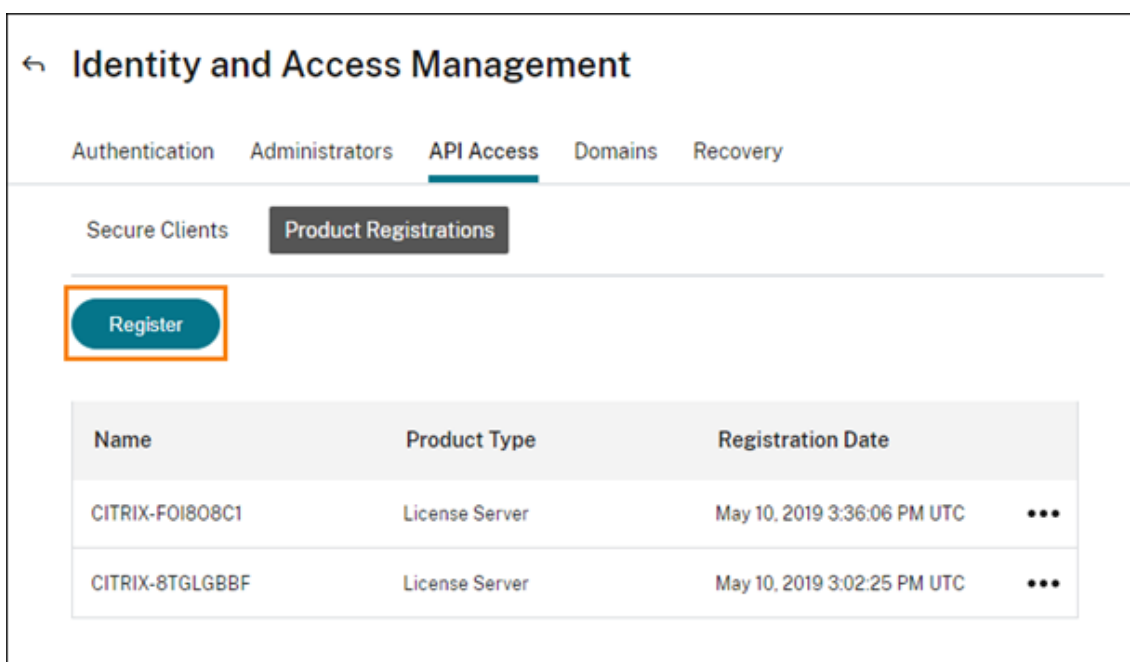 Identity and Access Management
Authentication Administrators API Access Domains Recovery
Secure Clients Product Registrations
Register
Name Product Type Registration Date
CITRIX-FOI8O8C1 License Server May 10, 2019 3:36:06 PM UTC
CITRIX-8TGLGBBF License Server May 10, 2019 3:02:25 PM UTC